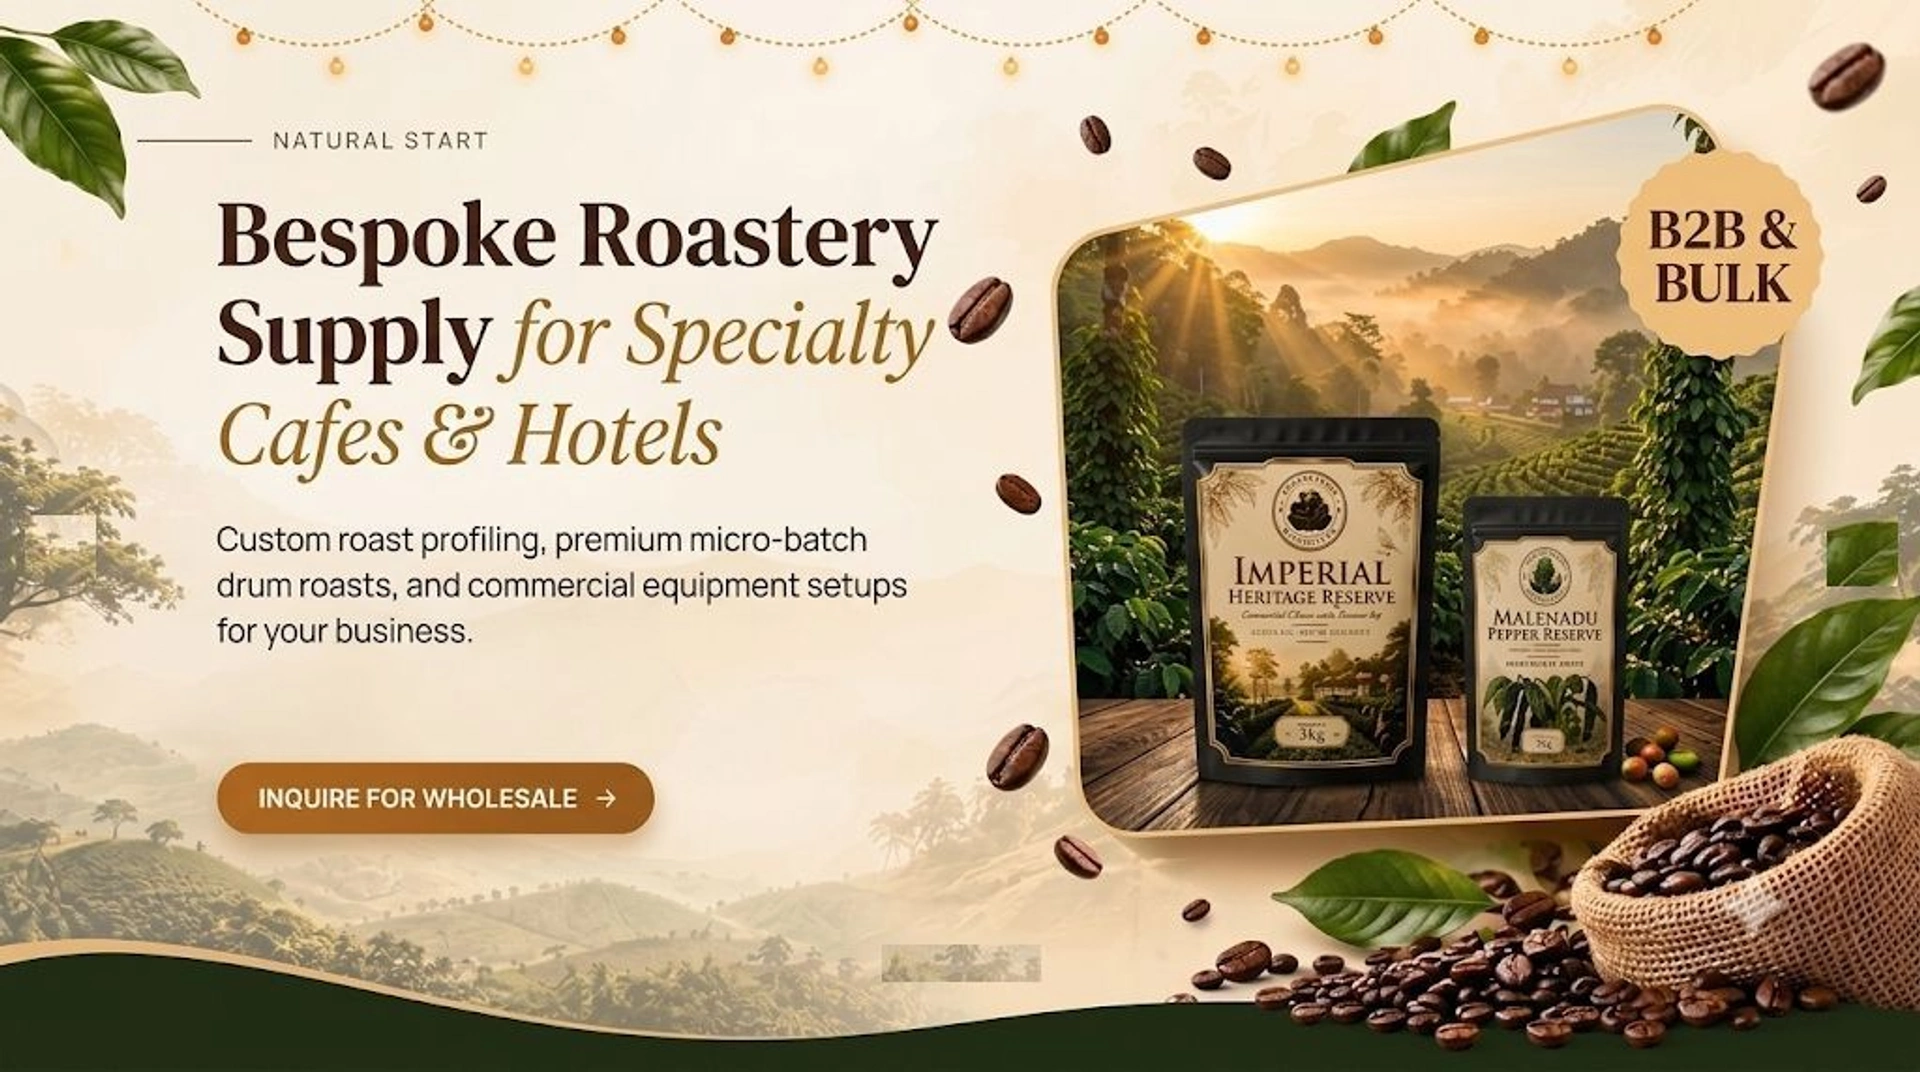 NATURAL START
Bespoke Roastery
Supply for Specialty
Cafes & Hotels
Custom roast profiling, premium micro-batch
drum roasts, and commercial equipment setups
for your business.
INQUIRE FOR WHOLESALE →
B2B &
BULK
IMPERIAL
HERITAGE RESERVE
3kg
MALENADU
PEPPER RESERVE